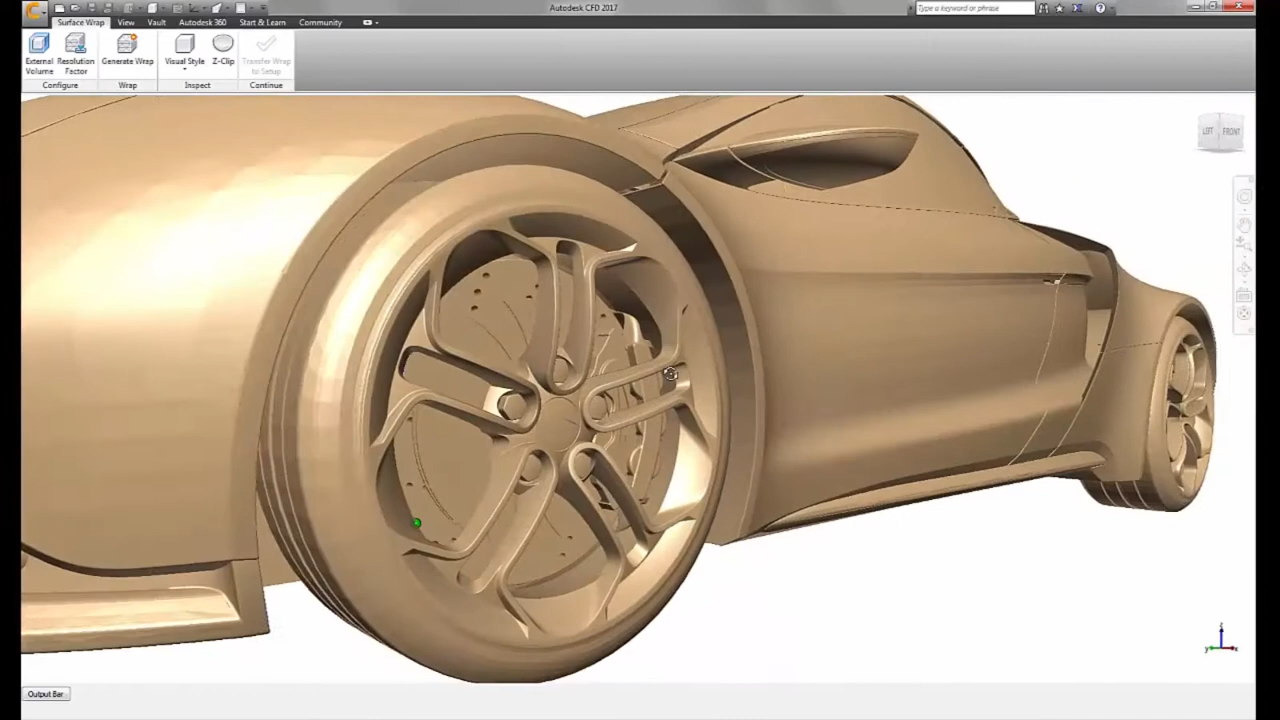 Autodesk CFD 2017
Type a keyword or phrase
Surface Wrap View Vault Autodesk 360 Start & Learn Community
External Volume
Resolution Factor
Generate Wrap
Visual Style
Z-Clip
Transfer Wrap to Setup
Configure Wrap Inspect Continue
LEFT FRONT
z
y x
Output Bar